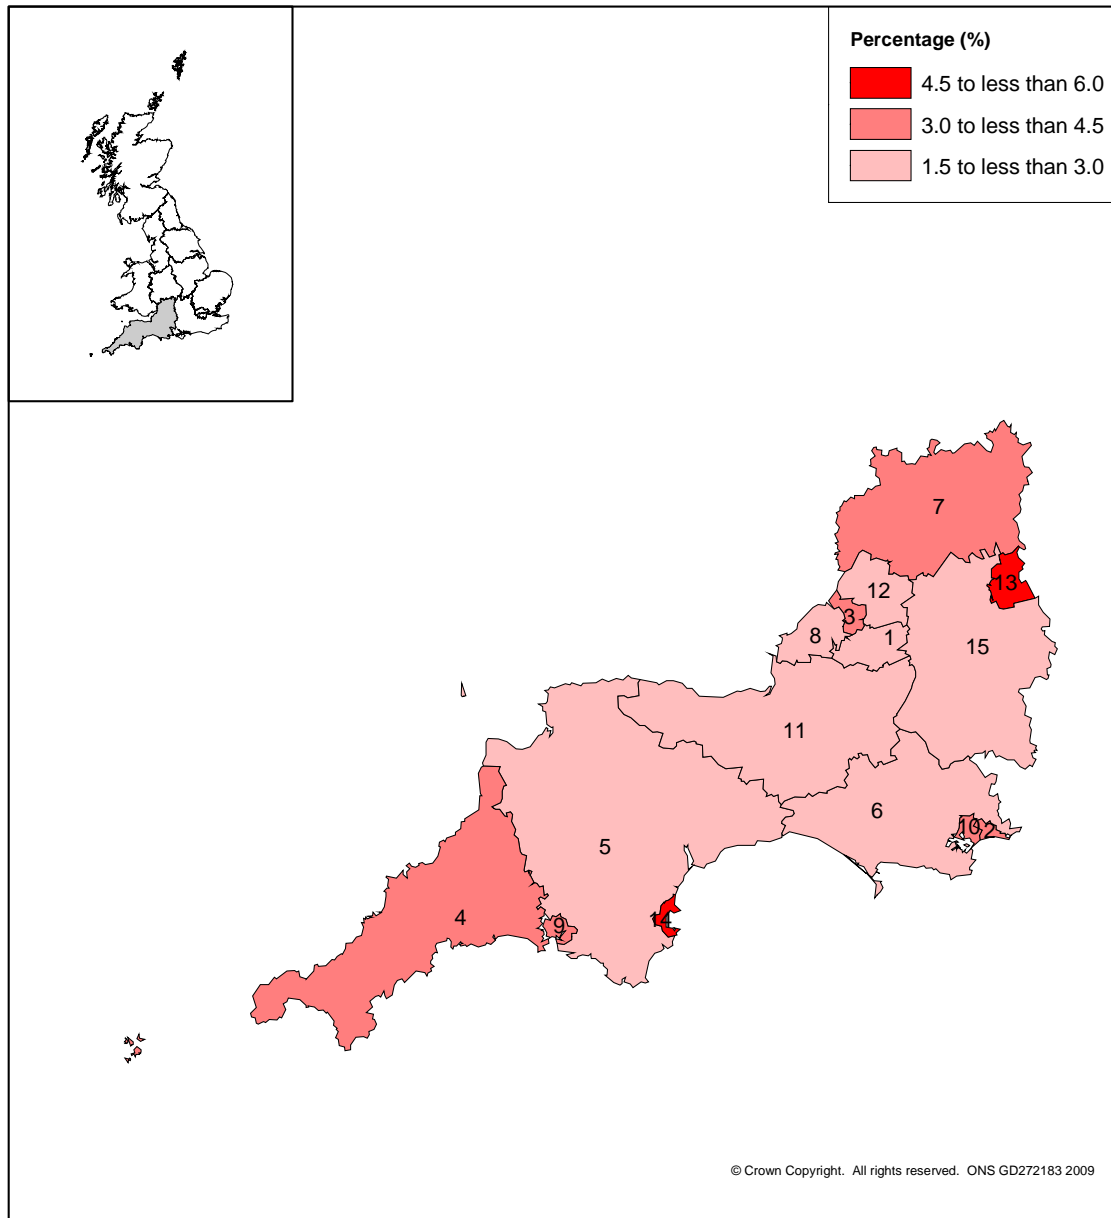 Percentage (%)
4.5 to less than 6.0
3.0 to less than 4.5
1.5 to less than 3.0
7
13
12
3
8
1
15
11
6
10 2
5
4
9
14
© Crown Copyright. All rights reserved. ONS GD272183 2009